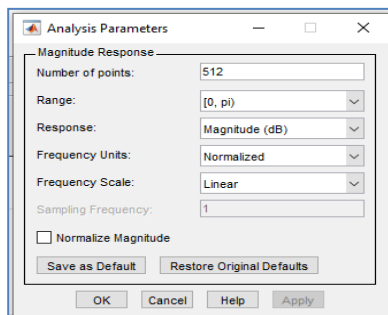 Analysis Parameters
Magnitude Response
Number of points: 512
Range: [0, pi)
Response: Magnitude (dB)
Frequency Units: Normalized
Frequency Scale: Linear
Sampling Frequency: 1
Normalize Magnitude
Save as Default Restore Original Defaults
OK Cancel Help Apply